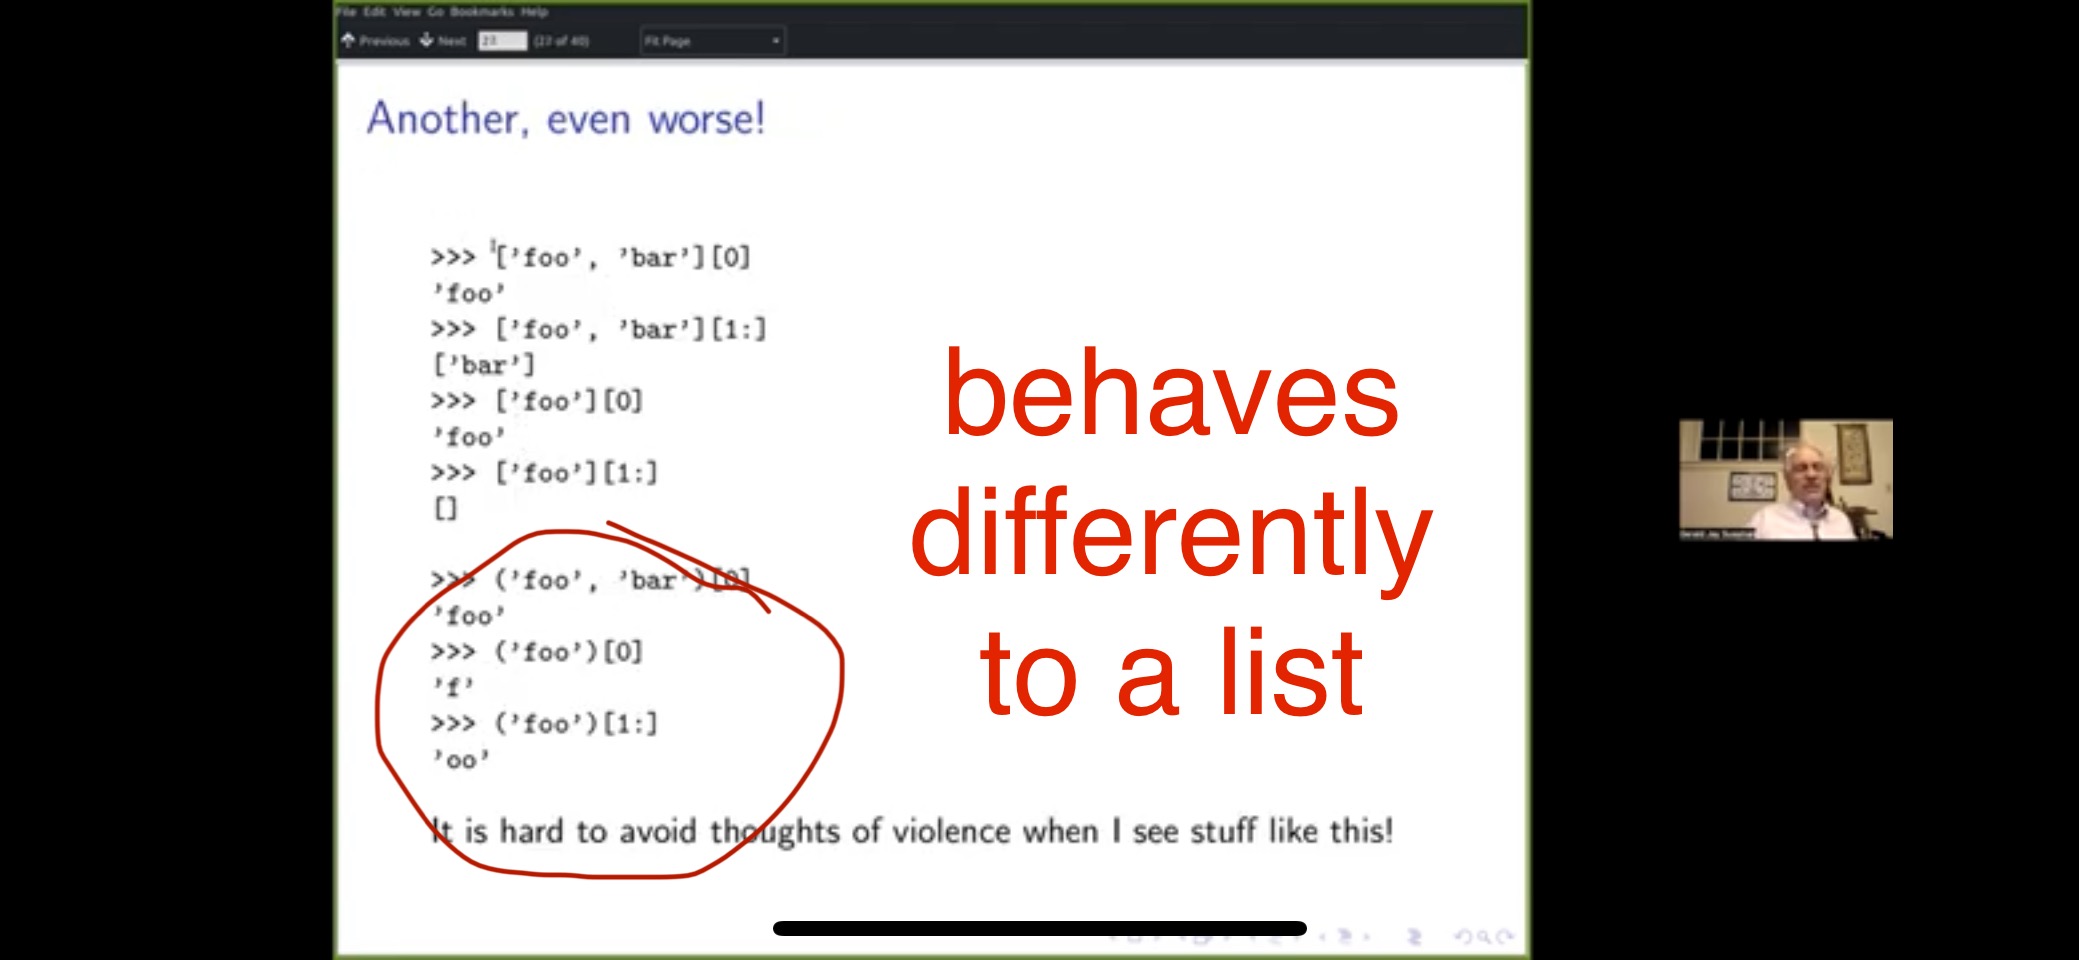 File Edit View Go Bookmarks Help
Previous Next 23 (23 of 40) Fit Page
Another, even worse!
>>> ['foo', 'bar'][0]
'foo'
>>> ['foo', 'bar'][1:]
['bar']
>>> ['foo'][0]
'foo'
>>> ['foo'][1:]
[]
>>> ('foo', 'bar')[0]
'foo'
>>> ('foo')[0]
'f'
>>> ('foo')[1:]
'oo'
It is hard to avoid thoughts of violence when I see stuff like this!
behaves
differently
to a list